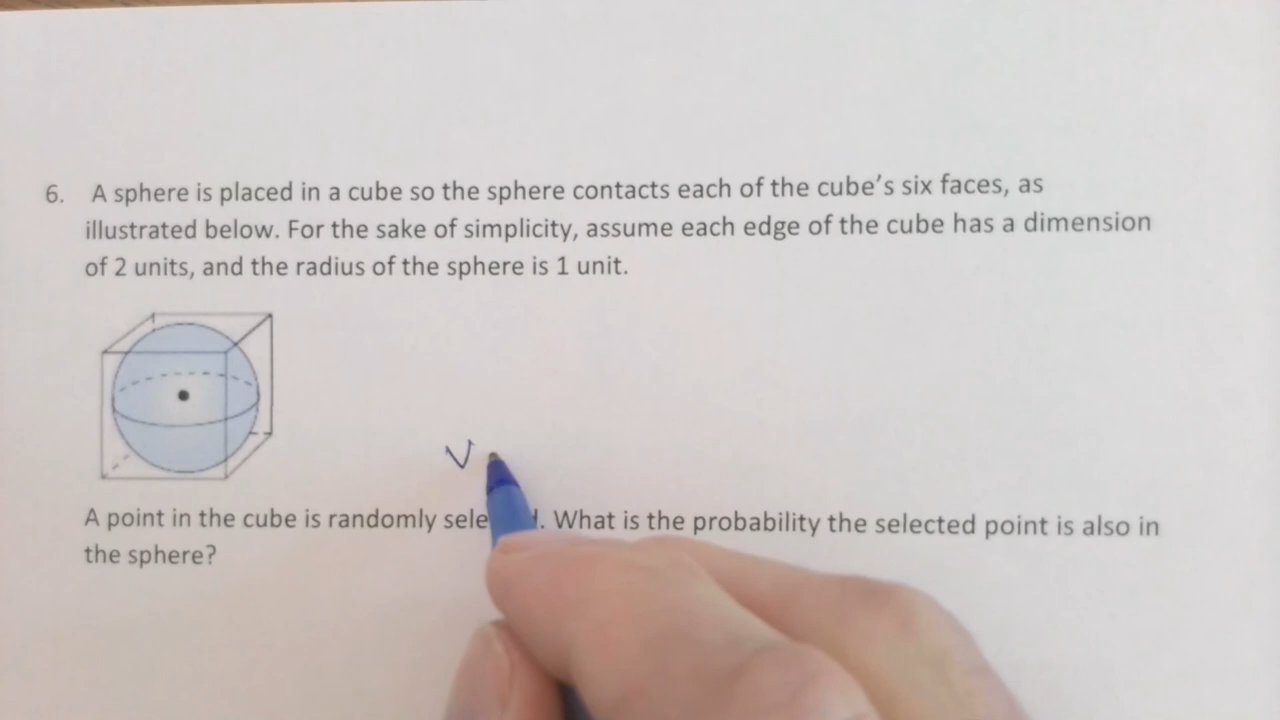 6. A sphere is placed in a cube so the sphere contacts each of the cube’s six faces, as
illustrated below. For the sake of simplicity, assume each edge of the cube has a dimension
of 2 units, and the radius of the sphere is 1 unit.
V
A point in the cube is randomly . What is the probability the selected point is also in
the sphere?